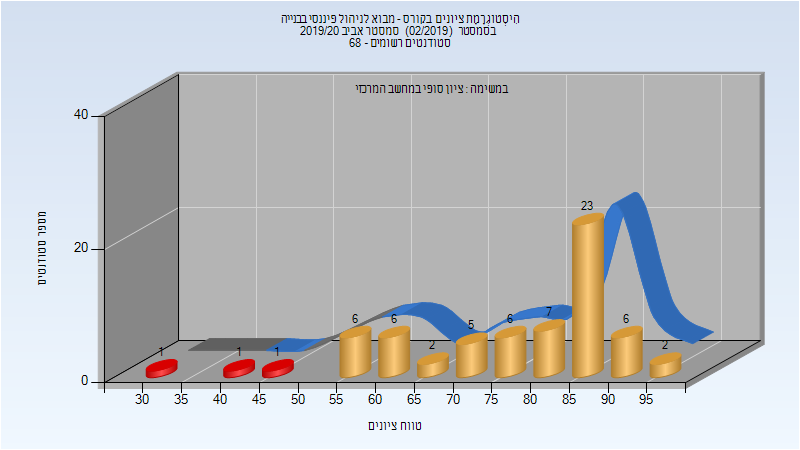 היסטוגרמת ציונים בקורס - מבוא לניהול פיננסי בבנייה
בסמסטר (02/2019) סמסטר אביב 2019/20
סטודנטים רשומים - 68
במשימה : ציון סופי במחשב המרכזי
מספר סטודנטים
40
20
0
1 1 1 6 6 2 5 6 7 23 6 2
30 35 40 45 50 55 60 65 70 75 80 85 90 95
טווח ציונים